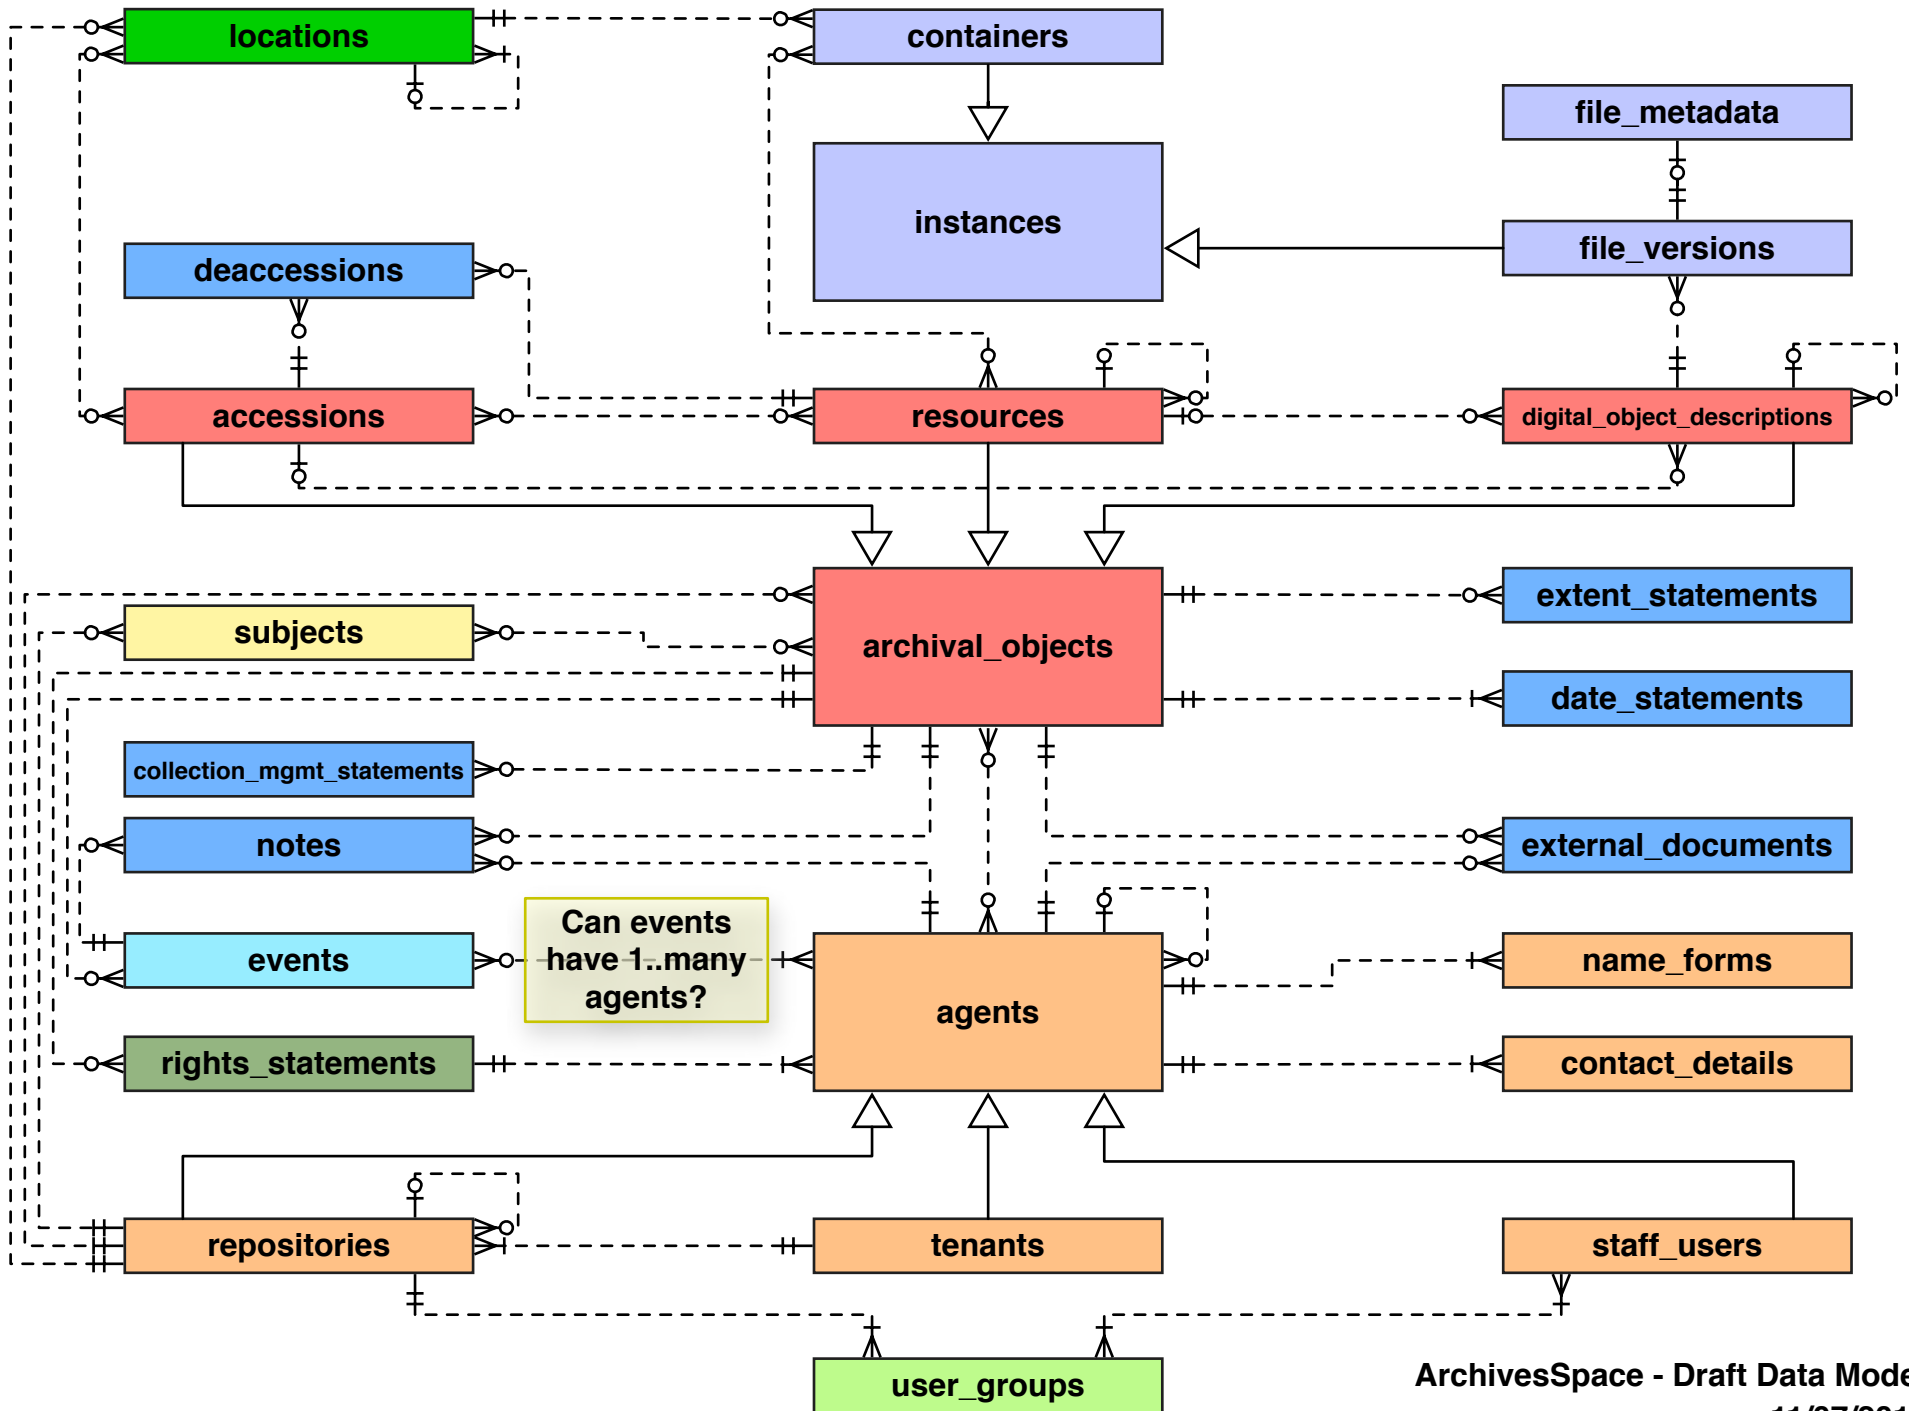 locations
containers
file_metadata
instances
deaccessions
file_versions
accessions
resources
digital_object_descriptions
extent_statements
subjects
archival_objects
date_statements
collection_mgmt_statements
notes
external_documents
Can events
have 1..many
agents?
events
name_forms
agents
rights_statements
contact_details
repositories
tenants
staff_users
user_groups
ArchivesSpace - Draft Data Mode